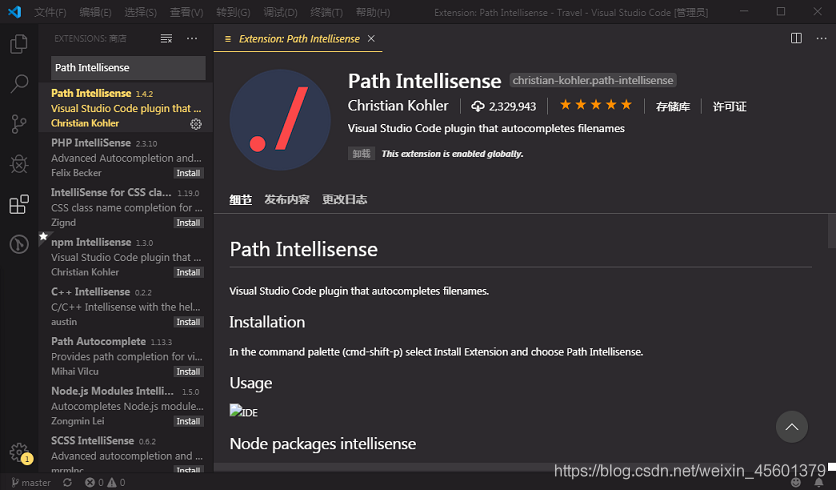 文件(F) 编辑(E) 选择(S) 查看(V) 转到(G) 调试(D) 终端(T) 帮助(H) Extension: Path Intellisense - Travel - Visual Studio Code [管理员]
EXTENSIONS: 商店
Path Intellisense
Path Intellisense 1.4.2
Visual Studio Code plugin that ...
Christian Kohler
PHP IntelliSense 2.3.10
Advanced Autocompletion and...
Felix Becker Install
IntelliSense for CSS cla... 1.19.0
CSS class name completion for ...
Zignd Install
npm Intellisense 1.3.0
Visual Studio Code plugin that ...
Christian Kohler Install
C++ Intellisense 0.2.2
C/C++ Intellisense with the hel...
austin Install
Path Autocomplete 1.13.3
Provides path completion for vi...
Mihai Vilcu Install
Node.js Modules Intelli... 1.5.0
Autocompletes Node.js module...
Zongmin Lei Install
SCSS IntelliSense 0.6.2
Advanced autocompletion and ...
mrmlnc Install
Extension: Path Intellisense
Path Intellisense christian-kohler.path-intellisense
Christian Kohler 2,329,943 存储库 许可证
Visual Studio Code plugin that autocompletes filenames
卸载 This extension is enabled globally.
细节 发布内容 更改日志
Path Intellisense
Visual Studio Code plugin that autocompletes filenames.
Installation
In the command palette (cmd-shift-p) select Install Extension and choose Path Intellisense.
Usage
IDE
Node packages intellisense
1
master 0 0
https://blog.csdn.net/weixin_45601379